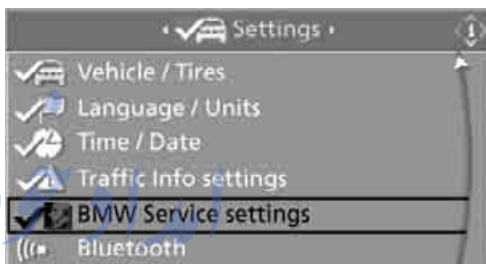 Settings
Vehicle / Tires
Language / Units
Time / Date
Traffic Info settings
BMW Service settings
Bluetooth